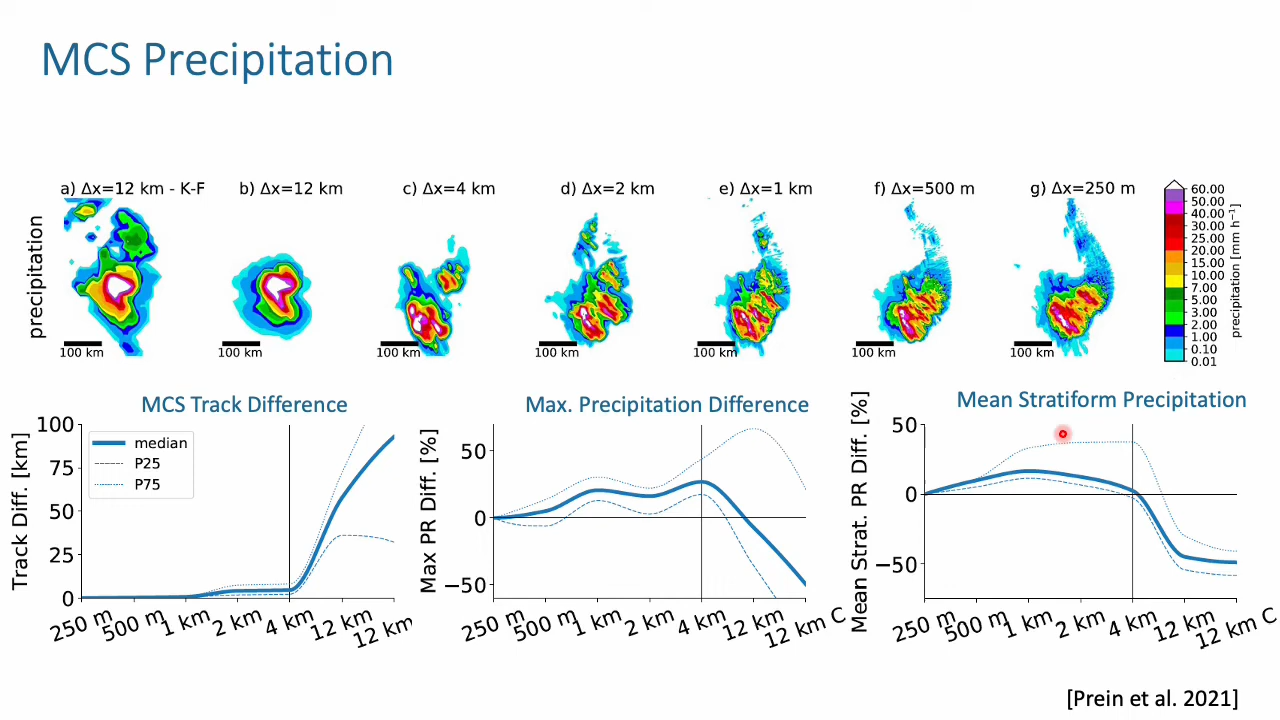 MCS Precipitation
a) Δx=12 km - K-F
b) Δx=12 km
c) Δx=4 km
d) Δx=2 km
e) Δx=1 km
f) Δx=500 m
g) Δx=250 m
precipitation
100 km
100 km
100 km
100 km
100 km
100 km
100 km
60.00
50.00
40.00
30.00
25.00
20.00
15.00
10.00
7.00
5.00
3.00
2.00
1.00
0.10
0.01
precipitation [mm h⁻¹]
MCS Track Difference
Track Diff. [km]
100
75
50
25
0
median
P25
P75
250 m
500 m
1 km
2 km
4 km
12 km
12 km
Max. Precipitation Difference
Max PR Diff. [%]
50
0
−50
250 m
500 m
1 km
2 km
4 km
12 km
12 km C
Mean Stratiform Precipitation
Mean Strat. PR Diff. [%]
50
0
−50
250 m
500 m
1 km
2 km
4 km
12 km
12 km C
[Prein et al. 2021]